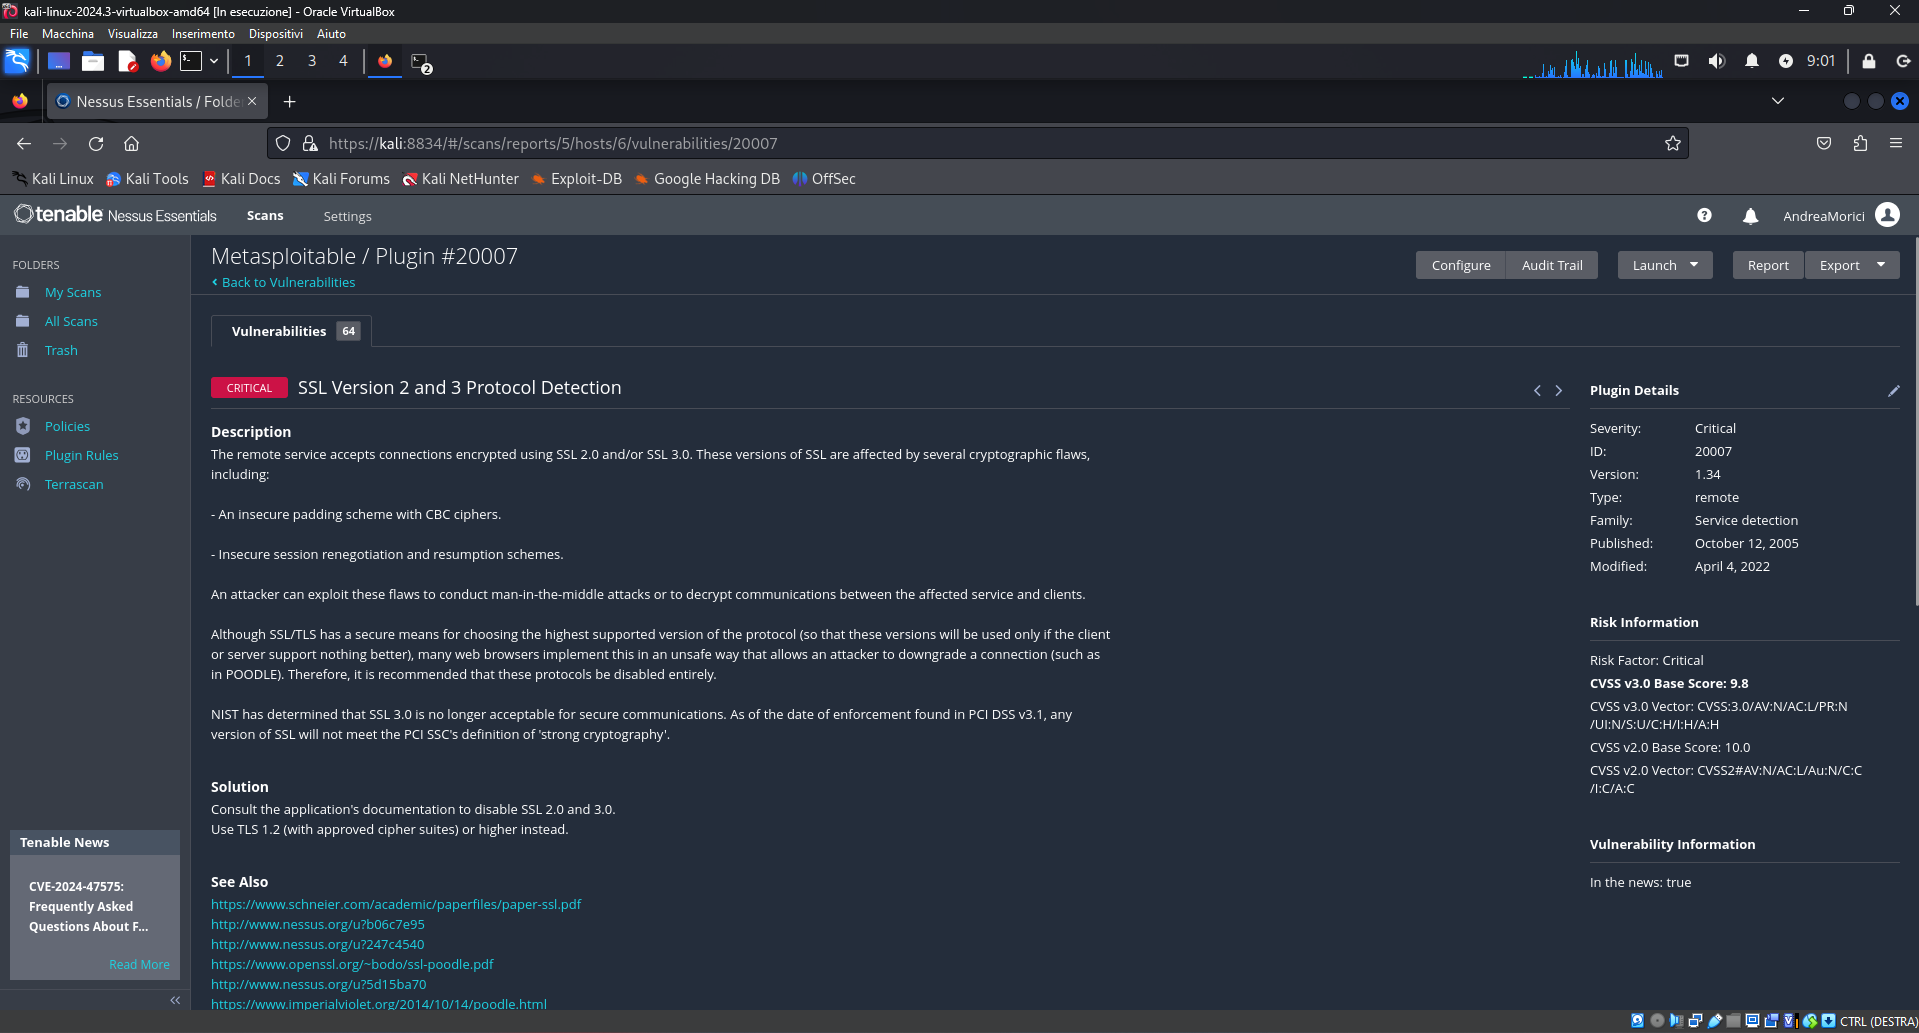 kali-linux-2024.3-virtualbox-amd64 [In esecuzione] - Oracle VirtualBox
File Macchina Visualizza Inserimento Dispositivi Aiuto
1 2 3 4 2 9:01
Nessus Essentials / Folde
https://kali:8834/#/scans/reports/5/hosts/6/vulnerabilities/20007
Kali Linux Kali Tools Kali Docs Kali Forums Kali NetHunter Exploit-DB Google Hacking DB OffSec
tenable Nessus Essentials Scans Settings AndreaMorici
FOLDERS
My Scans
All Scans
Trash
RESOURCES
Policies
Plugin Rules
Terrascan
Tenable News
CVE-2024-47575:
Frequently Asked
Questions About F...
Read More
Metasploitable / Plugin #20007
Back to Vulnerabilities
Configure Audit Trail Launch Report Export
Vulnerabilities 64
CRITICAL SSL Version 2 and 3 Protocol Detection
Description
The remote service accepts connections encrypted using SSL 2.0 and/or SSL 3.0. These versions of SSL are affected by several cryptographic flaws,
including:
- An insecure padding scheme with CBC ciphers.
- Insecure session renegotiation and resumption schemes.
An attacker can exploit these flaws to conduct man-in-the-middle attacks or to decrypt communications between the affected service and clients.
Although SSL/TLS has a secure means for choosing the highest supported version of the protocol (so that these versions will be used only if the client
or server support nothing better), many web browsers implement this in an unsafe way that allows an attacker to downgrade a connection (such as
in POODLE). Therefore, it is recommended that these protocols be disabled entirely.
NIST has determined that SSL 3.0 is no longer acceptable for secure communications. As of the date of enforcement found in PCI DSS v3.1, any
version of SSL will not meet the PCI SSC's definition of 'strong cryptography'.
Solution
Consult the application's documentation to disable SSL 2.0 and 3.0.
Use TLS 1.2 (with approved cipher suites) or higher instead.
See Also
https://www.schneier.com/academic/paperfiles/paper-ssl.pdf
http://www.nessus.org/u?b06c7e95
http://www.nessus.org/u?247c4540
https://www.openssl.org/~bodo/ssl-poodle.pdf
http://www.nessus.org/u?5d15ba70
https://www.imperialviolet.org/2014/10/14/poodle.html
Plugin Details
Severity: Critical
ID: 20007
Version: 1.34
Type: remote
Family: Service detection
Published: October 12, 2005
Modified: April 4, 2022
Risk Information
Risk Factor: Critical
CVSS v3.0 Base Score: 9.8
CVSS v3.0 Vector: CVSS:3.0/AV:N/AC:L/PR:N
/UI:N/S:U/C:H/I:H/A:H
CVSS v2.0 Base Score: 10.0
CVSS v2.0 Vector: CVSS2#AV:N/AC:L/Au:N/C:C
/I:C/A:C
Vulnerability Information
In the news: true
CTRL (DESTRA)